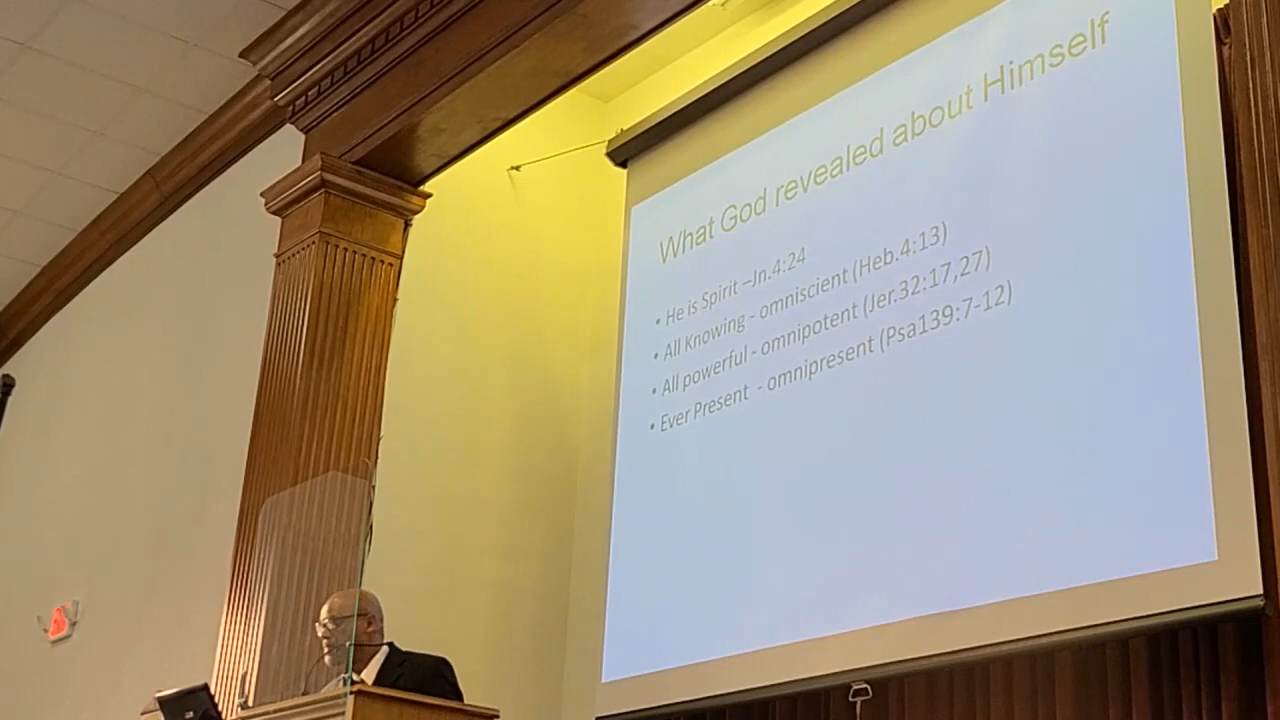 What God revealed about Himself
• He is Spirit –Jn.4:24
• All Knowing - omniscient (Heb.4:13)
• All powerful - omnipotent (Jer.32:17,27)
• Ever Present - omnipresent (Psa139:7-12)